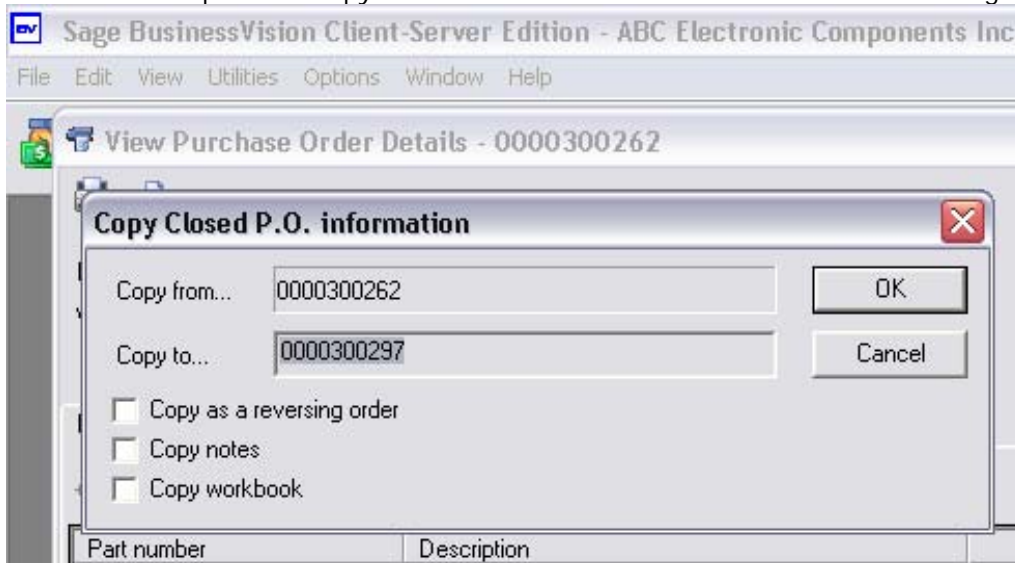 Sage BusinessVision Client-Server Edition - ABC Electronic Components Inc
File Edit View Utilities Options Window Help
View Purchase Order Details - 0000300262
Copy Closed P.O. information
Copy from... 0000300262 OK
Copy to... 0000300297 Cancel
Copy as a reversing order
Copy notes
Copy workbook
Part number Description